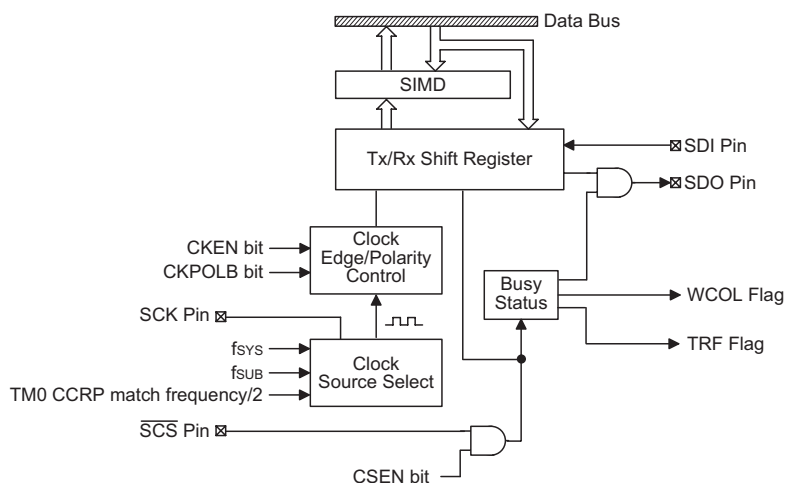 Data Bus
SIMD
Tx/Rx Shift Register
SDI Pin
SDO Pin
CKEN bit
CKPOLB bit
Clock
Edge/Polarity
Control
Busy
Status
WCOL Flag
TRF Flag
SCK Pin
fSYS
fSUB
TM0 CCRP match frequency/2
Clock
Source Select
SCS Pin
CSEN bit